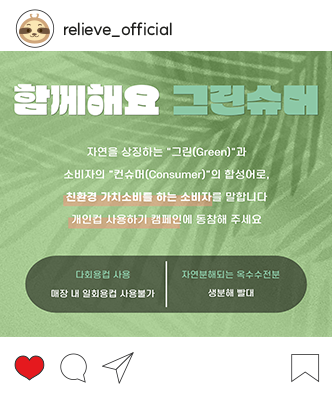 relieve_official
함께해요 그린슈머
자연을 상징하는 "그린(Green)"과
소비자의 "컨슈머(Consumer)"의 합성어로,
친환경 가치소비를 하는 소비자를 말합니다
개인컵 사용하기 캠페인에 동참해 주세요
다회용컵 사용
매장 내 일회용컵 사용불가
자연분해되는 옥수수전분
생분해 빨대